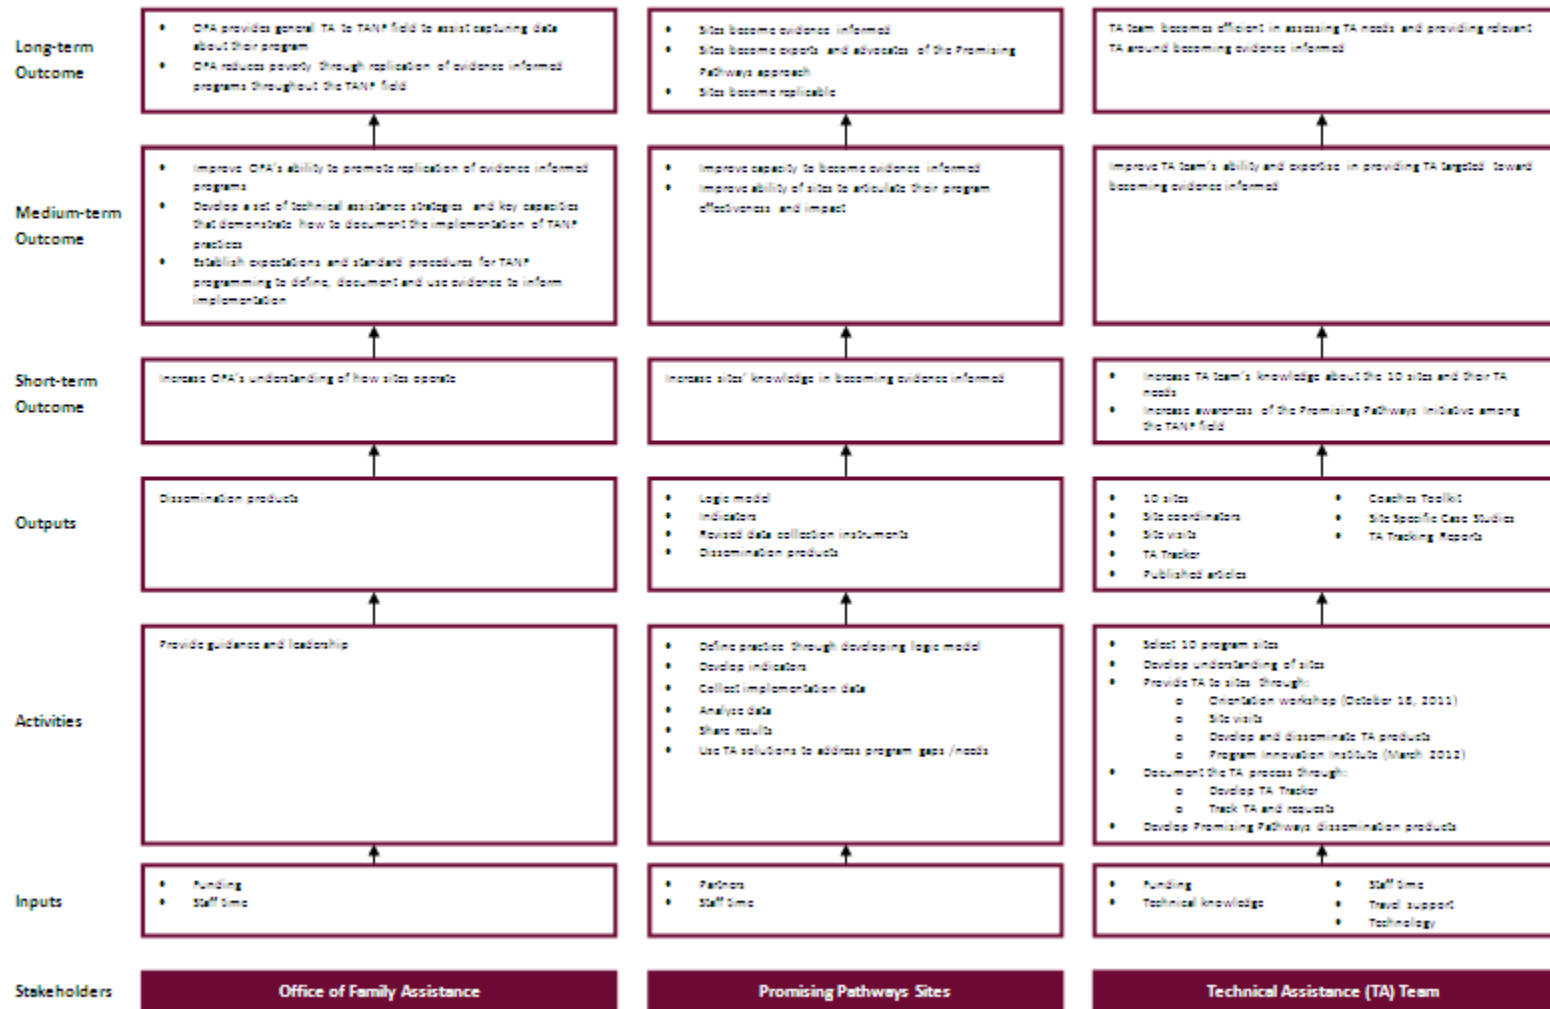 Long-term
Outcome
• OFA provides general TA to TANF field to assist capturing data
about their program
• OFA reduces poverty through replication of evidence informed
programs throughout the TANF field
• Sites become evidence informed
• Sites become experts and advocates of the Promising
Pathways approach
• Sites become replicable
TA team becomes efficient in assessing TA needs and providing relevant
TA around becoming evidence informed
Medium-term
Outcome
• Improve OFA's ability to promote replication of evidence informed
programs
• Develop a set of technical assistance strategies and key capacities
that demonstrate how to document the implementation of TANF
practices
• Establish expectations and standard procedures for TANF
programming to define, document and use evidence to inform
implementation
• Improve capacity to become evidence informed
• Improve ability of sites to articulate their program
effectiveness and impact
Improve TA team's ability and expertise in providing TA targeted toward
becoming evidence informed
Short-term
Outcome
Increase OFA's understanding of how sites operate
Increase sites' knowledge in becoming evidence informed
• Increase TA team's knowledge about the 10 sites and their TA
needs
• Increase awareness of the Promising Pathways Initiative among
the TANF field
Outputs
Dissemination products
• Logic model
• Indicators
• Revised data collection instruments
• Dissemination products
• 10 sites
• Site coordinators
• Site visits
• TA Tracker
• Published articles
• Coaches Toolkit
• Site Specific Case Studies
• TA Tracking Reports
Activities
Provide guidance and leadership
• Define practice through developing logic model
• Develop indicators
• Collect implementation data
• Analyze data
• Share results
• Use TA solutions to address program gaps /needs
• Select 10 program sites
• Develop understanding of sites
• Provide TA to sites through:
o Orientation workshop (October 18, 2011)
o Site visits
o Develop and disseminate TA products
o Program Innovation Institute (March 2012)
• Document the TA process through:
o Develop TA Tracker
o Track TA and requests
• Develop Promising Pathways dissemination products
Inputs
• Funding
• Staff time
• Partners
• Staff time
• Funding
• Technical knowledge
• Staff time
• Travel support
• Technology
Stakeholders
Office of Family Assistance
Promising Pathways Sites
Technical Assistance (TA) Team